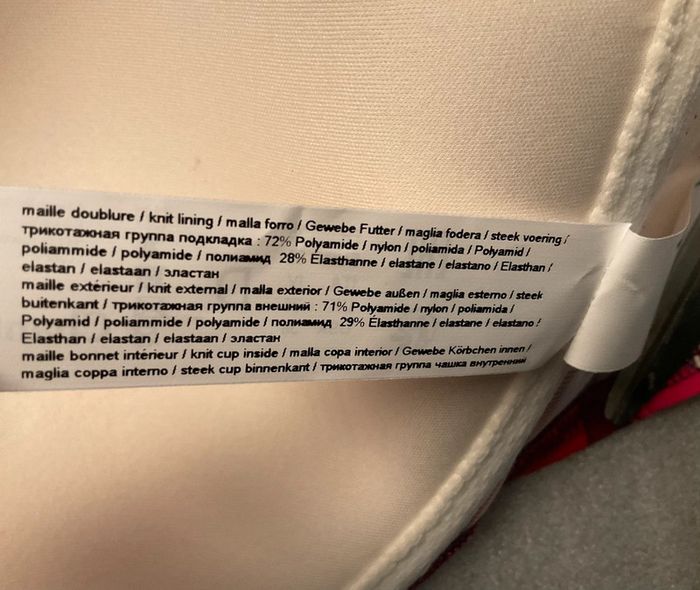 maille doublure / knit lining / malla forro / Gewebe Futter / maglia fodera / steek voering /
трикотажная группа подкладка : 72% Polyamide / nylon / poliamida / Polyamid /
poliammide / polyamide / полиамид 28% Élasthanne / elastane / elastano / Elasthan /
elastan / elastaan / эластан
maille extérieur / knit external / malla exterior / Gewebe außen / maglia esterno / steek
buitenkant / трикотажная группа внешний : 71% Polyamide / nylon / poliamida /
Polyamid / poliammide / polyamide / полиамид 29% Élasthanne / elastane / elastano /
Elasthan / elastan / elastaan / эластан
maille bonnet intérieur / knit cup inside / malla copa interior / Gewebe Körbchen innen /
maglia coppa interno / steek cup binnenkant / трикотажная группа чашка внутренний